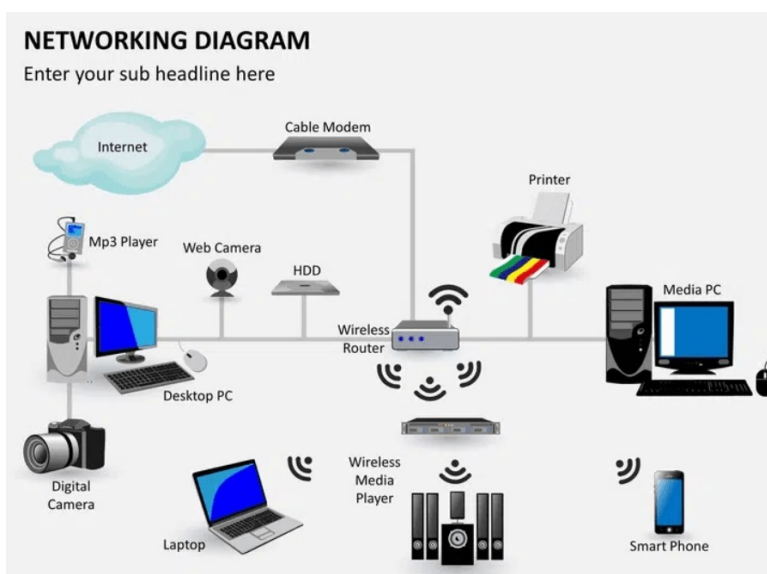 NETWORKING DIAGRAM
Enter your sub headline here
Cable Modem
Internet
Printer
Mp3 Player
Web Camera
HDD
Media PC
Wireless
Router
Desktop PC
Wireless
Media
Player
Digital
Camera
Laptop
Smart Phone